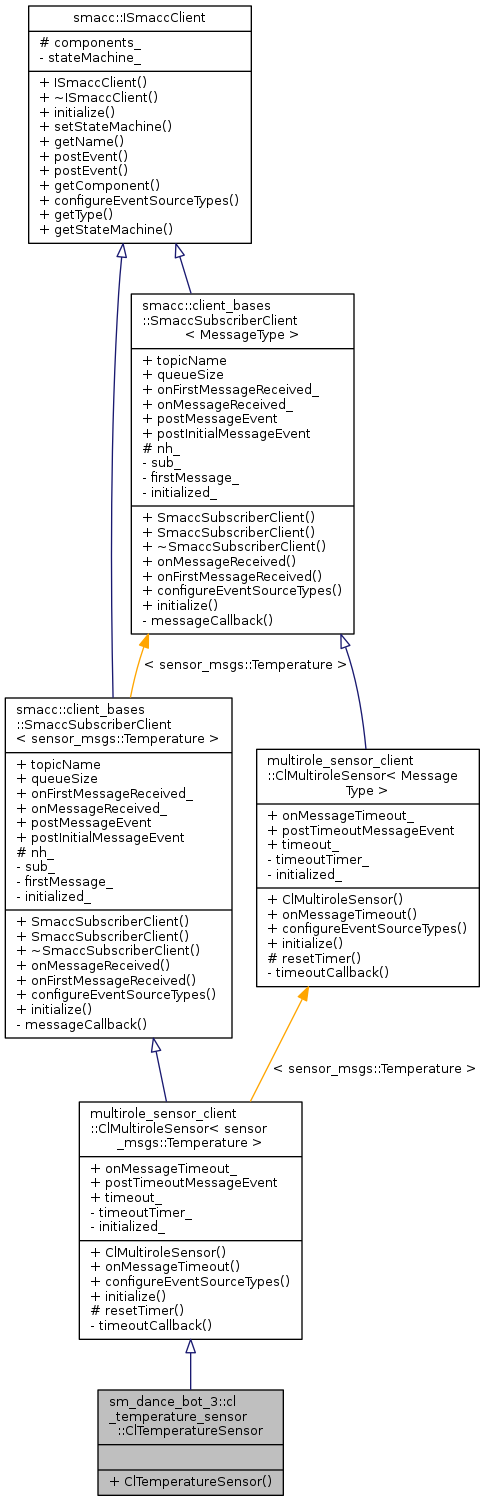 smacc::ISmaccClient
# components_
- stateMachine_
+ ISmaccClient()
+ ~ISmaccClient()
+ initialize()
+ setStateMachine()
+ getName()
+ postEvent()
+ postEvent()
+ getComponent()
+ configureEventSourceTypes()
+ getType()
+ getStateMachine()
smacc::client_bases
::SmaccSubscriberClient
< MessageType >
+ topicName
+ queueSize
+ onFirstMessageReceived_
+ onMessageReceived_
+ postMessageEvent
+ postInitialMessageEvent
# nh_
- sub_
- firstMessage_
- initialized_
+ SmaccSubscriberClient()
+ SmaccSubscriberClient()
+ ~SmaccSubscriberClient()
+ onMessageReceived()
+ onFirstMessageReceived()
+ configureEventSourceTypes()
+ initialize()
- messageCallback()
< sensor_msgs::Temperature >
smacc::client_bases
::SmaccSubscriberClient
< sensor_msgs::Temperature >
+ topicName
+ queueSize
+ onFirstMessageReceived_
+ onMessageReceived_
+ postMessageEvent
+ postInitialMessageEvent
# nh_
- sub_
- firstMessage_
- initialized_
+ SmaccSubscriberClient()
+ SmaccSubscriberClient()
+ ~SmaccSubscriberClient()
+ onMessageReceived()
+ onFirstMessageReceived()
+ configureEventSourceTypes()
+ initialize()
- messageCallback()
multirole_sensor_client
::ClMultiroleSensor< Message
Type >
+ onMessageTimeout_
+ postTimeoutMessageEvent
+ timeout_
- timeoutTimer_
- initialized_
+ ClMultiroleSensor()
+ onMessageTimeout()
+ configureEventSourceTypes()
+ initialize()
# resetTimer()
- timeoutCallback()
< sensor_msgs::Temperature >
multirole_sensor_client
::ClMultiroleSensor< sensor
_msgs::Temperature >
+ onMessageTimeout_
+ postTimeoutMessageEvent
+ timeout_
- timeoutTimer_
- initialized_
+ ClMultiroleSensor()
+ onMessageTimeout()
+ configureEventSourceTypes()
+ initialize()
# resetTimer()
- timeoutCallback()
sm_dance_bot_3::cl
_temperature_sensor
::ClTemperatureSensor
+ ClTemperatureSensor()